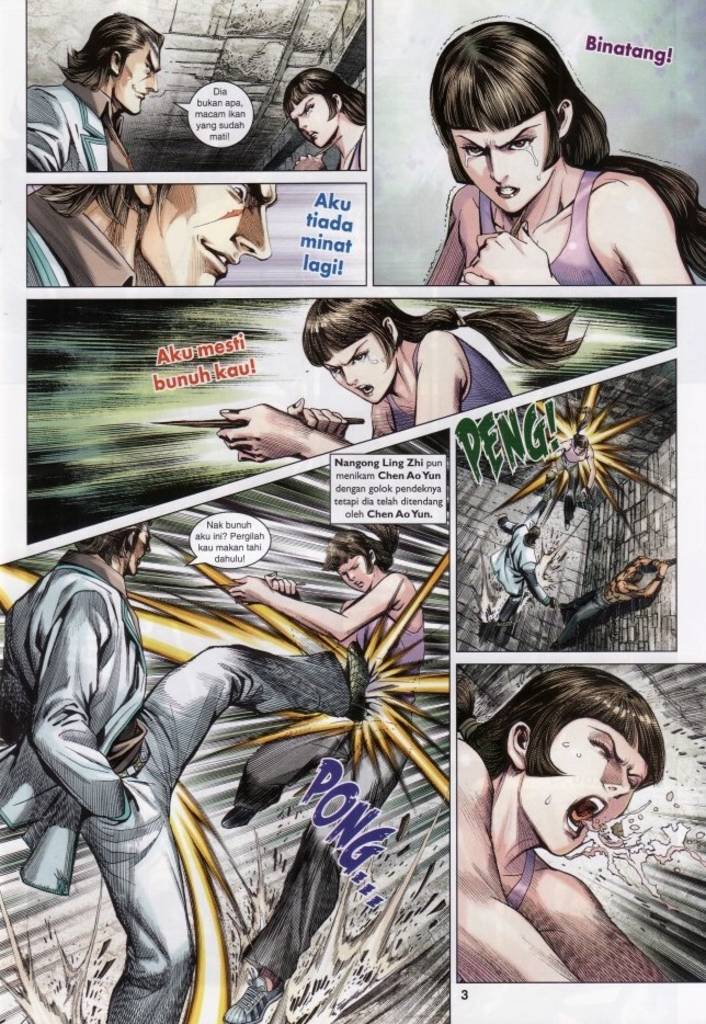 Dia
bukan apa,
macam ikan
yang sudah
mati!
Binatang!
Aku
tiada
minat
lagi!
Aku mesti
bunuh kau!
Nangong Ling Zhi pun
menikam Chen Ao Yun
dengan golok pendeknya
tetapi dia telah ditendang
oleh Chen Ao Yun.
Nak bunuh
aku ini? Pergilah
kau makan tahi
dahulu!
PONG...
DENG!
3